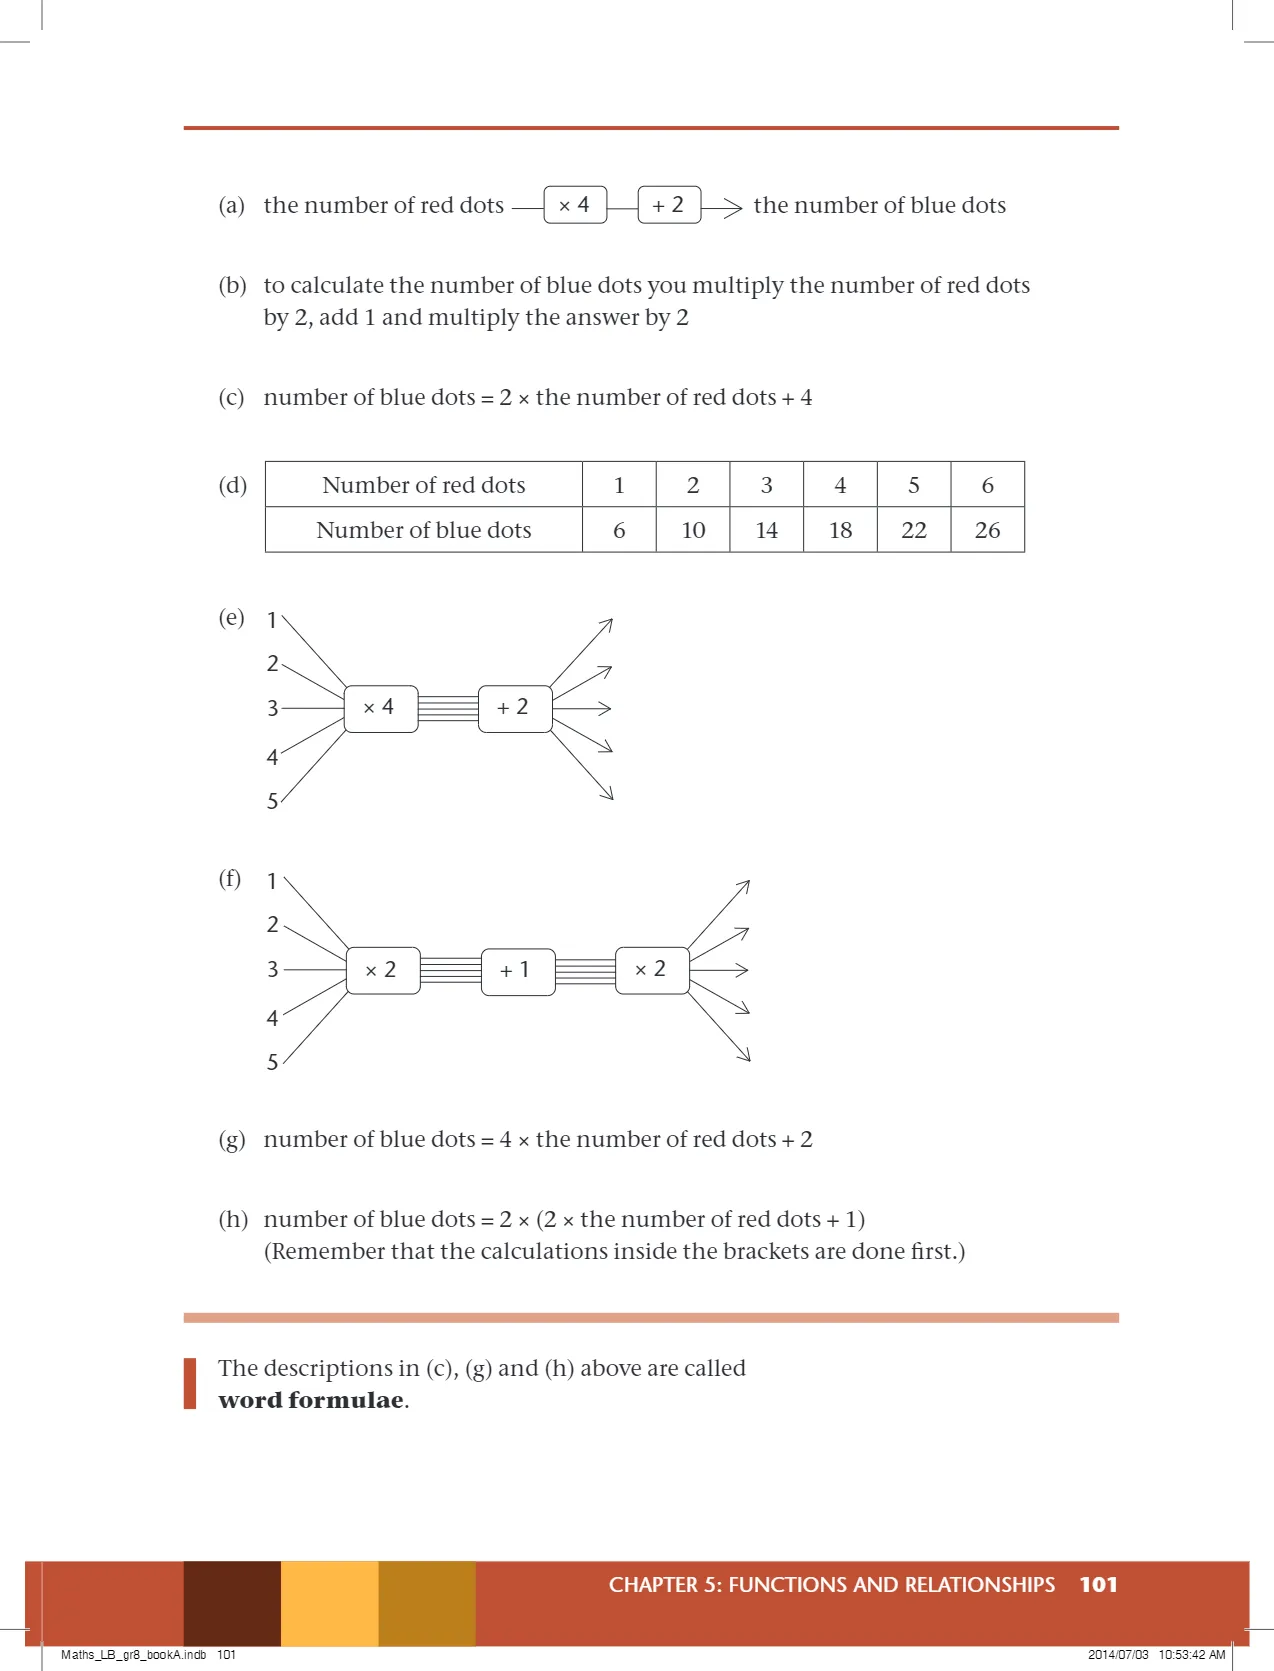 (a) the number of red dots × 4 + 2 the number of blue dots
(b) to calculate the number of blue dots you multiply the number of red dots
by 2, add 1 and multiply the answer by 2
(c) number of blue dots = 2 × the number of red dots + 4
(d) Number of red dots 1 2 3 4 5 6
Number of blue dots 6 10 14 18 22 26
(e) 1
2
3 × 4 + 2
4
5
(f) 1
2
3 × 2 + 1 × 2
4
5
(g) number of blue dots = 4 × the number of red dots + 2
(h) number of blue dots = 2 × (2 × the number of red dots + 1)
(Remember that the calculations inside the brackets are done first.)
The descriptions in (c), (g) and (h) above are called
word formulae.
CHAPTER 5: FUNCTIONS AND RELATIONSHIPS 101
Maths_LB_gr8_bookA.indb 101 2014/07/03 10:53:42 AM